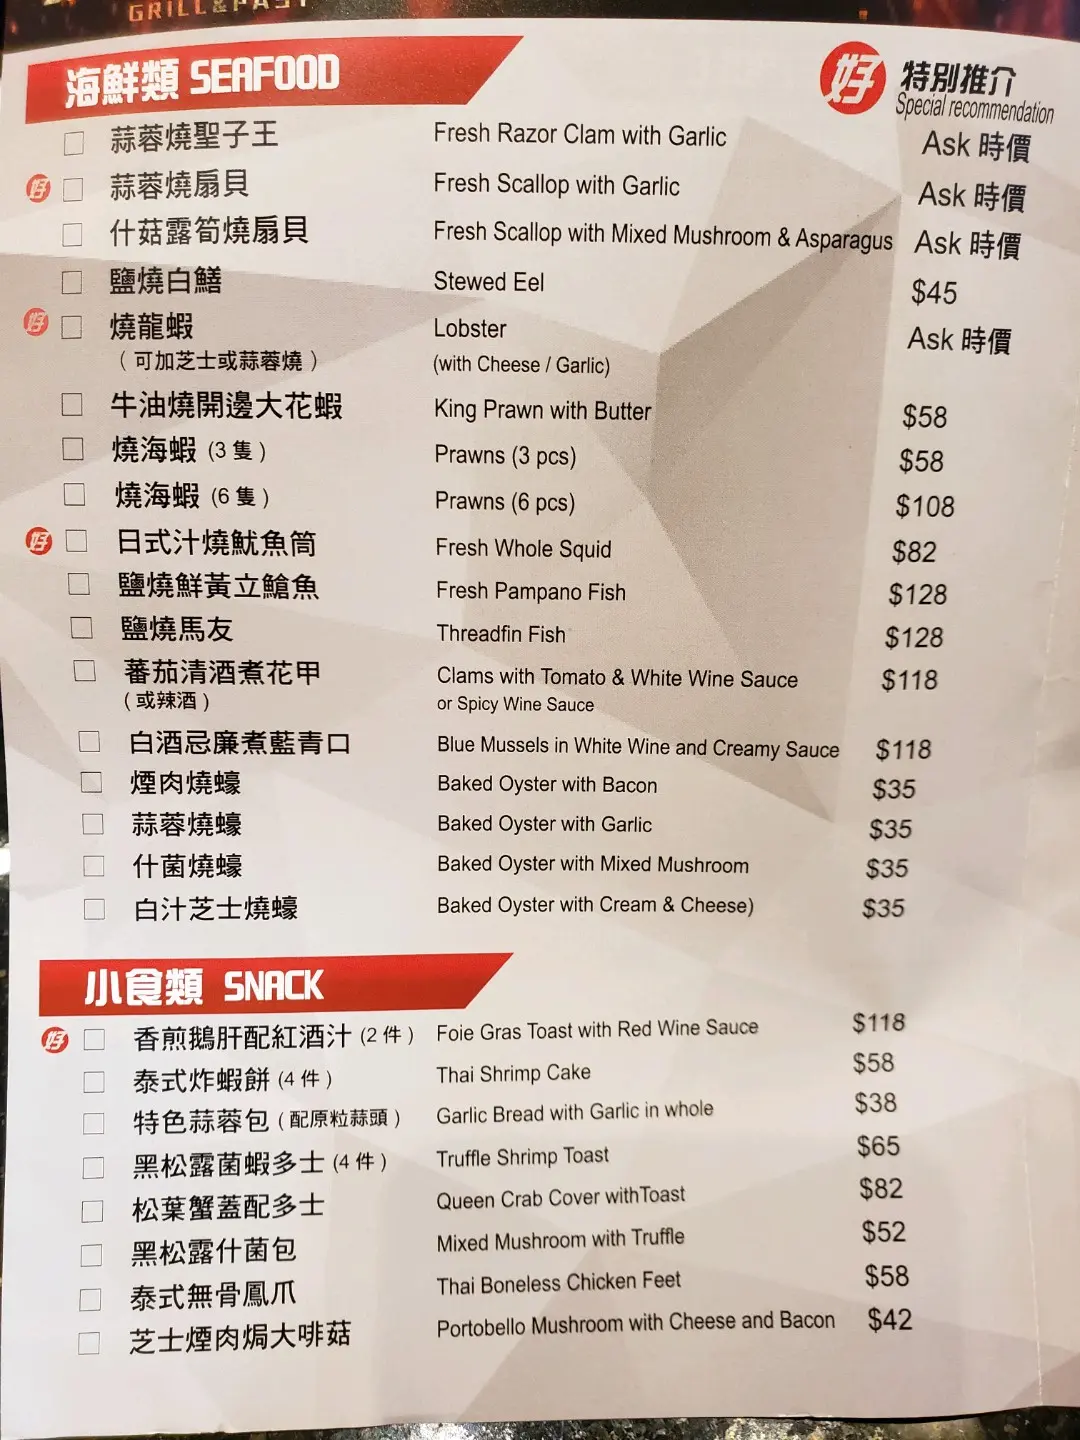 GRILL & PAST
海鮮類 SEAFOOD
好 特別推介
Special recommendation
蒜蓉燒聖子王 Fresh Razor Clam with Garlic Ask 時價
好 蒜蓉燒扇貝 Fresh Scallop with Garlic Ask 時價
什菇露筍燒扇貝 Fresh Scallop with Mixed Mushroom & Asparagus Ask 時價
鹽燒白鱔 Stewed Eel $45
好 燒龍蝦 Lobster Ask 時價
(可加芝士或蒜蓉燒) (with Cheese / Garlic)
牛油燒開邊大花蝦 King Prawn with Butter $58
燒海蝦 (3 隻) Prawns (3 pcs) $58
燒海蝦 (6 隻) Prawns (6 pcs) $108
好 日式汁燒魷魚筒 Fresh Whole Squid $82
鹽燒鮮黃立鯧魚 Fresh Pampano Fish $128
鹽燒馬友 Threadfin Fish $128
蕃茄清酒煮花甲 Clams with Tomato & White Wine Sauce $118
(或辣酒) or Spicy Wine Sauce
白酒忌廉煮藍青口 Blue Mussels in White Wine and Creamy Sauce $118
煙肉燒蠔 Baked Oyster with Bacon $35
蒜蓉燒蠔 Baked Oyster with Garlic $35
什菌燒蠔 Baked Oyster with Mixed Mushroom $35
白汁芝士燒蠔 Baked Oyster with Cream & Cheese) $35
小食類 SNACK
好 香煎鵝肝配紅酒汁 (2 件) Foie Gras Toast with Red Wine Sauce $118
泰式炸蝦餅 (4 件) Thai Shrimp Cake $58
特色蒜蓉包 (配原粒蒜頭) Garlic Bread with Garlic in whole $38
黑松露菌蝦多士 (4 件) Truffle Shrimp Toast $65
松葉蟹蓋配多士 Queen Crab Cover withToast $82
黑松露什菌包 Mixed Mushroom with Truffle $52
泰式無骨鳳爪 Thai Boneless Chicken Feet $58
芝士煙肉焗大啡菇 Portobello Mushroom with Cheese and Bacon $42